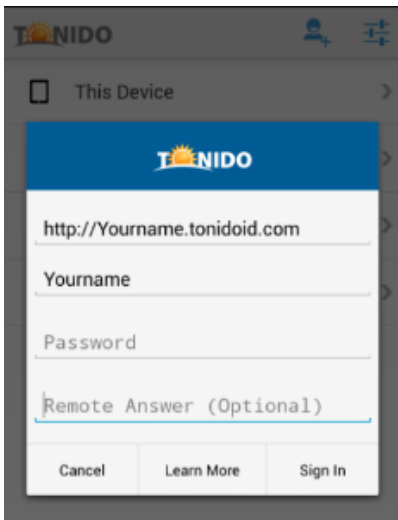 TONIDO
This Device
TONIDO
http://Yourname.tonidoid.com
Yourname
Password
Remote Answer (Optional)
Cancel Learn More Sign In